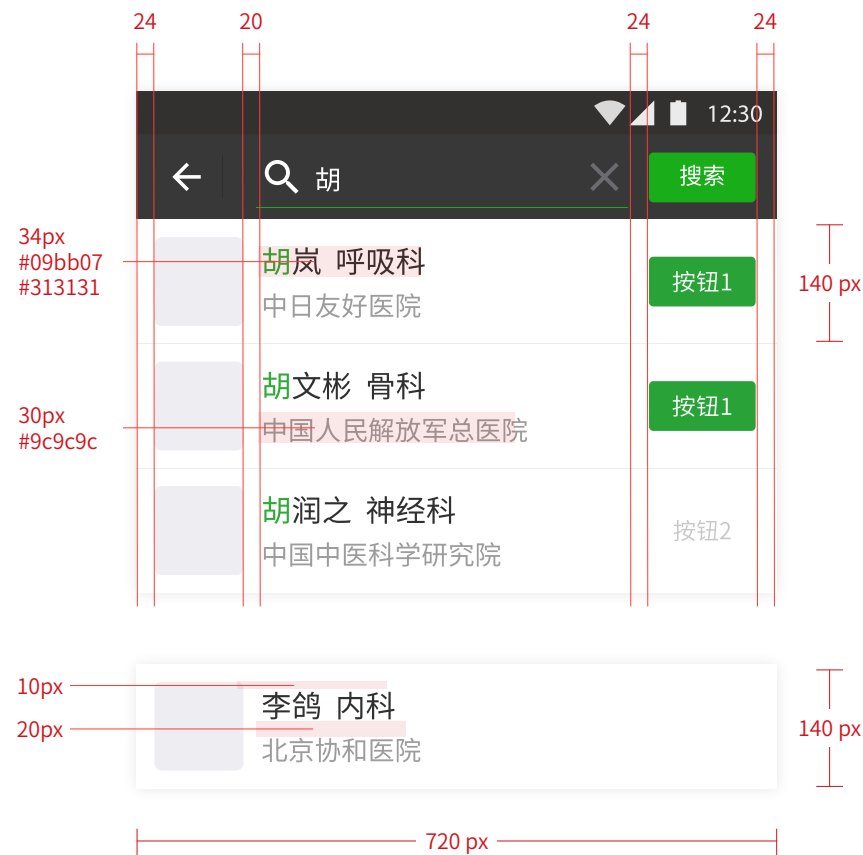 24 20 24 24
12:30
胡 搜索
34px
#09bb07
#313131
胡岚 呼吸科
中日友好医院
按钮1
140 px
胡文彬 骨科
中国人民解放军总医院
按钮1
30px
#9c9c9c
胡润之 神经科
中国中医科学研究院
按钮2
10px
李鸽 内科
20px
北京协和医院
140 px
720 px